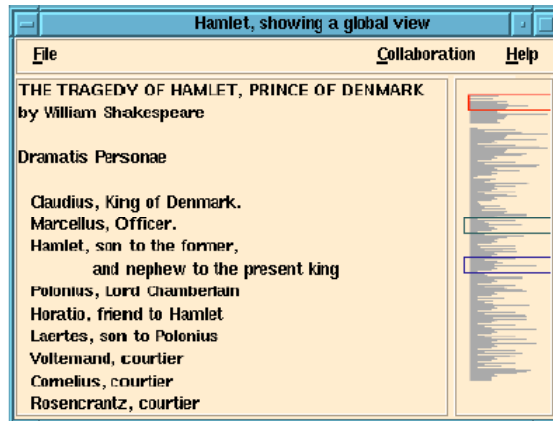 Hamlet, showing a global view
File Collaboration Help
THE TRAGEDY OF HAMLET, PRINCE OF DENMARK
by William Shakespeare
Dramatis Personae
Claudius, King of Denmark.
Marcellus, Officer.
Hamlet, son to the former,
and nephew to the present king
Polonius, Lord Chamberlain
Horatio, friend to Hamlet
Laertes, son to Polonius
Voltemand, courtier
Cornelius, courtier
Rosencrantz, courtier